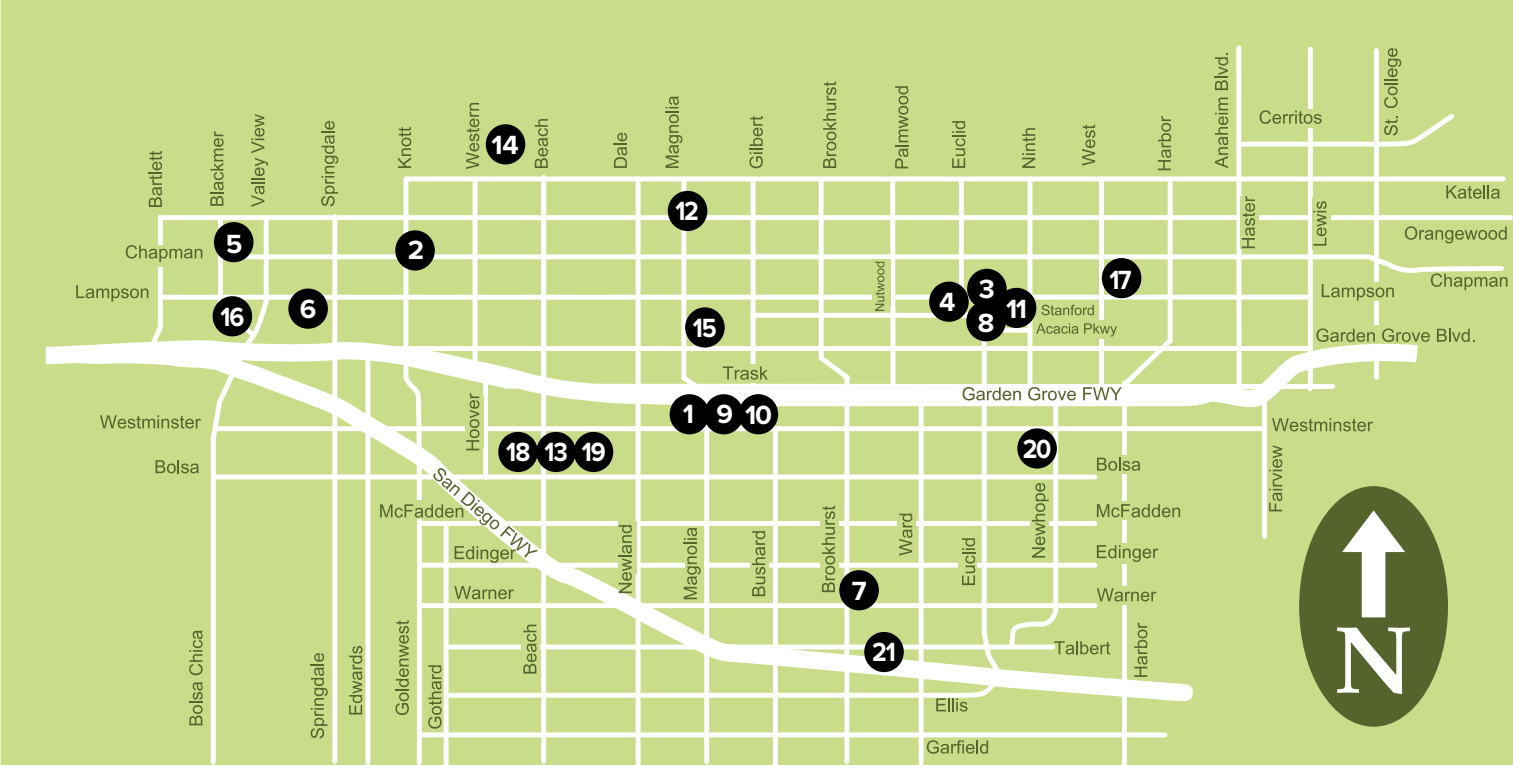 Bartlett
Blackmer
Valley View
Springdale
Knott
Western
14
Beach
Dale
Magnolia
Gilbert
Brookhurst
Palmwood
Euclid
Ninth
West
Harbor
Anaheim Blvd.
Cerritos
St. College
Katella
12
Haster
Lewis
Orangewood
Chapman
5
2
Chapman
Lampson
16
6
15
Nutwood
4
3
8
11
17
Stanford
Acacia Pkwy
Lampson
Garden Grove Blvd.
Trask
Garden Grove FWY
Westminster
Hoover
1
9
10
Westminster
18
13
19
20
Bolsa
Bolsa
Fairview
San Diego FWY
McFadden
McFadden
Edinger
Newland
Magnolia
Bushard
Brookhurst
Ward
Euclid
Newhope
Edinger
Warner
7
Warner
21
Talbert
Bolsa Chica
Springdale
Edwards
Goldenwest
Gothard
Beach
Harbor
Ellis
Garfield
N